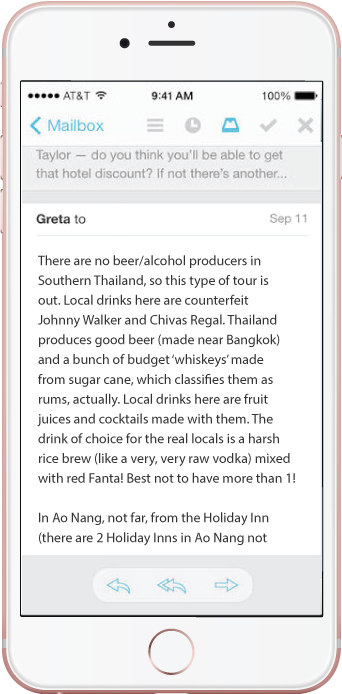 AT&T 9:41 AM 100%
Mailbox
Taylor — do you think you'll be able to get
that hotel discount? If not there's another...
Greta to Sep 11
There are no beer/alcohol producers in
Southern Thailand, so this type of tour is
out. Local drinks here are counterfeit
Johnny Walker and Chivas Regal. Thailand
produces good beer (made near Bangkok)
and a bunch of budget 'whiskeys' made
from sugar cane, which classifies them as
rums, actually. Local drinks here are fruit
juices and cocktails made with them. The
drink of choice for the real locals is a harsh
rice brew (like a very, very raw vodka) mixed
with red Fanta! Best not to have more than 1!
In Ao Nang, not far, from the Holiday Inn
(there are 2 Holiday Inns in Ao Nang not